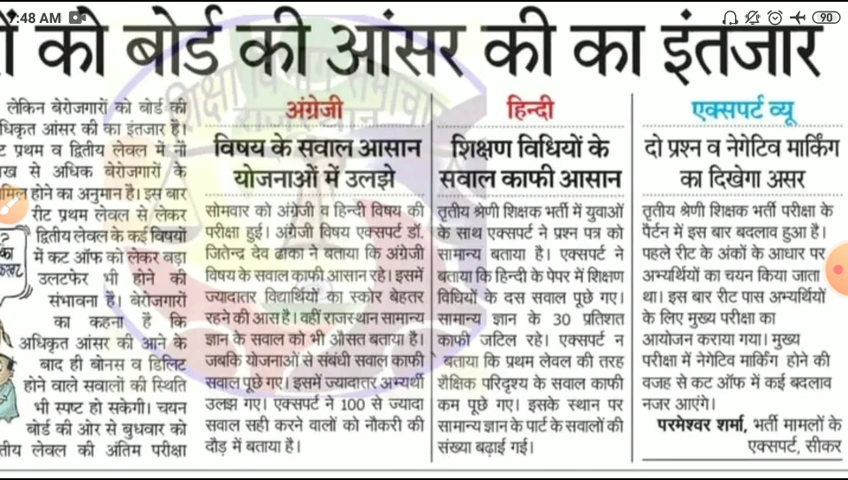 7:48 AM
90
को बोर्ड की आंसर की का इंतजार
लेकिन बेरोजगारों को बोर्ड की
धिकृत आंसर की का इंतजार है।
प्रथम व द्वितीय लेवल में नौ
से अधिक बेरोजगारों के
होने का अनुमान है। इस बार
रीट प्रथम लेवल से लेकर
द्वितीय लेवल के कई विषयों
में कट ऑफ को लेकर बड़ा
उलटफेर भी होने की
संभावना है। बेरोजगारों
का कहना है कि
अधिकृत आंसर की आने के
बाद ही बोनस व डिलिट
होने वाले सवालों की स्थिति
भी स्पष्ट हो सकेगी। चयन
बोर्ड की ओर से बुधवार को
तीय लेवल की अंतिम परीक्षा
अंग्रेजी
विषय के सवाल आसान
योजनाओं में उलझे
सोमवार को अंग्रेजी व हिन्दी विषय की
परीक्षा हुई। अंग्रेजी विषय एक्सपर्ट डॉ.
जितेन्द्र देव ढाका ने बताया कि अंग्रेजी
विषय के सवाल काफी आसान रहे। इसमें
ज्यादातर विद्यार्थियों का स्कोर बेहतर
रहने की आस है। वहीं राजस्थान सामान्य
ज्ञान के सवाल को भी औसत बताया है।
जबकि योजनाओं से संबंधी सवाल काफी
सवाल पूछे गए। इसमें ज्यादातर अभ्यर्थी
उलझ गए। एक्सपर्ट ने 100 से ज्यादा
सवाल सही करने वालों को नौकरी की
दौड़ में बताया है।
हिन्दी
शिक्षण विधियों के
सवाल काफी आसान
तृतीय श्रेणी शिक्षक भर्ती में युवाओं
के साथ एक्सपर्ट ने प्रश्न पत्र को
सामान्य बताया है। एक्सपर्ट ने
बताया कि हिन्दी के पेपर में शिक्षण
विधियों के दस सवाल पूछे गए।
सामान्य ज्ञान के 30 प्रतिशत
काफी जटिल रहे। एक्सपर्ट न
बताया कि प्रथम लेवल की तरह
शैक्षिक परिदृश्य के सवाल काफी
कम पूछे गए। इसके स्थान पर
सामान्य ज्ञान के पार्ट के सवालों की
संख्या बढ़ाई गई।
एक्सपर्ट व्यू
दो प्रश्न व नेगेटिव मार्किंग
का दिखेगा असर
तृतीय श्रेणी शिक्षक भर्ती परीक्षा के
पैर्टन में इस बार बदलाव हुआ है।
पहले रीट के अंकों के आधार पर
अभ्यर्थियों का चयन किया जाता
था। इस बार रीट पास अभ्यर्थियों
के लिए मुख्य परीक्षा का
आयोजन कराया गया। मुख्य
परीक्षा में नेगेटिव मार्किंग होने की
वजह से कट ऑफ में कई बदलाव
नजर आएंगे।
परमेश्वर शर्मा, भर्ती मामलों के
एक्सपर्ट, सीकर